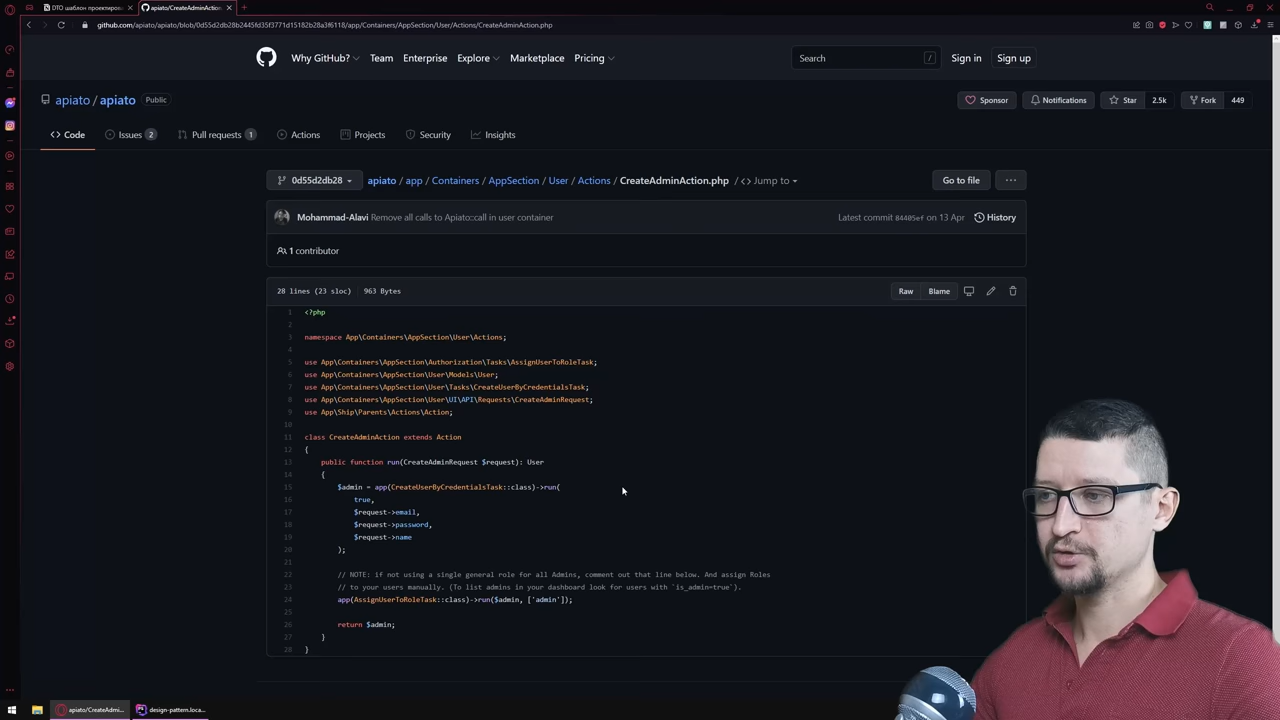 DTO шаблон проектиров
apiato/CreateAdminAction.
github.com/apiato/apiato/blob/0d55d2db28b2445fd35f3771d15182b28a3f6118/app/Containers/AppSection/User/Actions/CreateAdminAction.php
Why GitHub?
Team
Enterprise
Explore
Marketplace
Pricing
Search
/
Sign in
Sign up
apiato / apiato
Public
Sponsor
Notifications
Star
2.5k
Fork
449
Code
Issues 2
Pull requests 1
Actions
Projects
Security
Insights
0d55d2db28
apiato / app / Containers / AppSection / User / Actions / CreateAdminAction.php / <> Jump to
Go to file
...
Mohammad-Alavi Remove all calls to Apiato::call in user container
Latest commit 84405ef on 13 Apr
History
1 contributor
28 lines (23 sloc) 963 Bytes
Raw
Blame
1 <?php
2
3 namespace App\Containers\AppSection\User\Actions;
4
5 use App\Containers\AppSection\Authorization\Tasks\AssignUserToRoleTask;
6 use App\Containers\AppSection\User\Models\User;
7 use App\Containers\AppSection\User\Tasks\CreateUserByCredentialsTask;
8 use App\Containers\AppSection\User\UI\API\Requests\CreateAdminRequest;
9 use App\Ship\Parents\Actions\Action;
10
11 class CreateAdminAction extends Action
12 {
13 public function run(CreateAdminRequest $request): User
14 {
15 $admin = app(CreateUserByCredentialsTask::class)->run(
16 true,
17 $request->email,
18 $request->password,
19 $request->name
20 );
21
22 // NOTE: if not using a single general role for all Admins, comment out that line below. And assign Roles
23 // to your users manually. (To list admins in your dashboard look for users with `is_admin=true`).
24 app(AssignUserToRoleTask::class)->run($admin, ['admin']);
25
26 return $admin;
27 }
28 }
apiato/CreateAdmi...
design-pattern.loca...